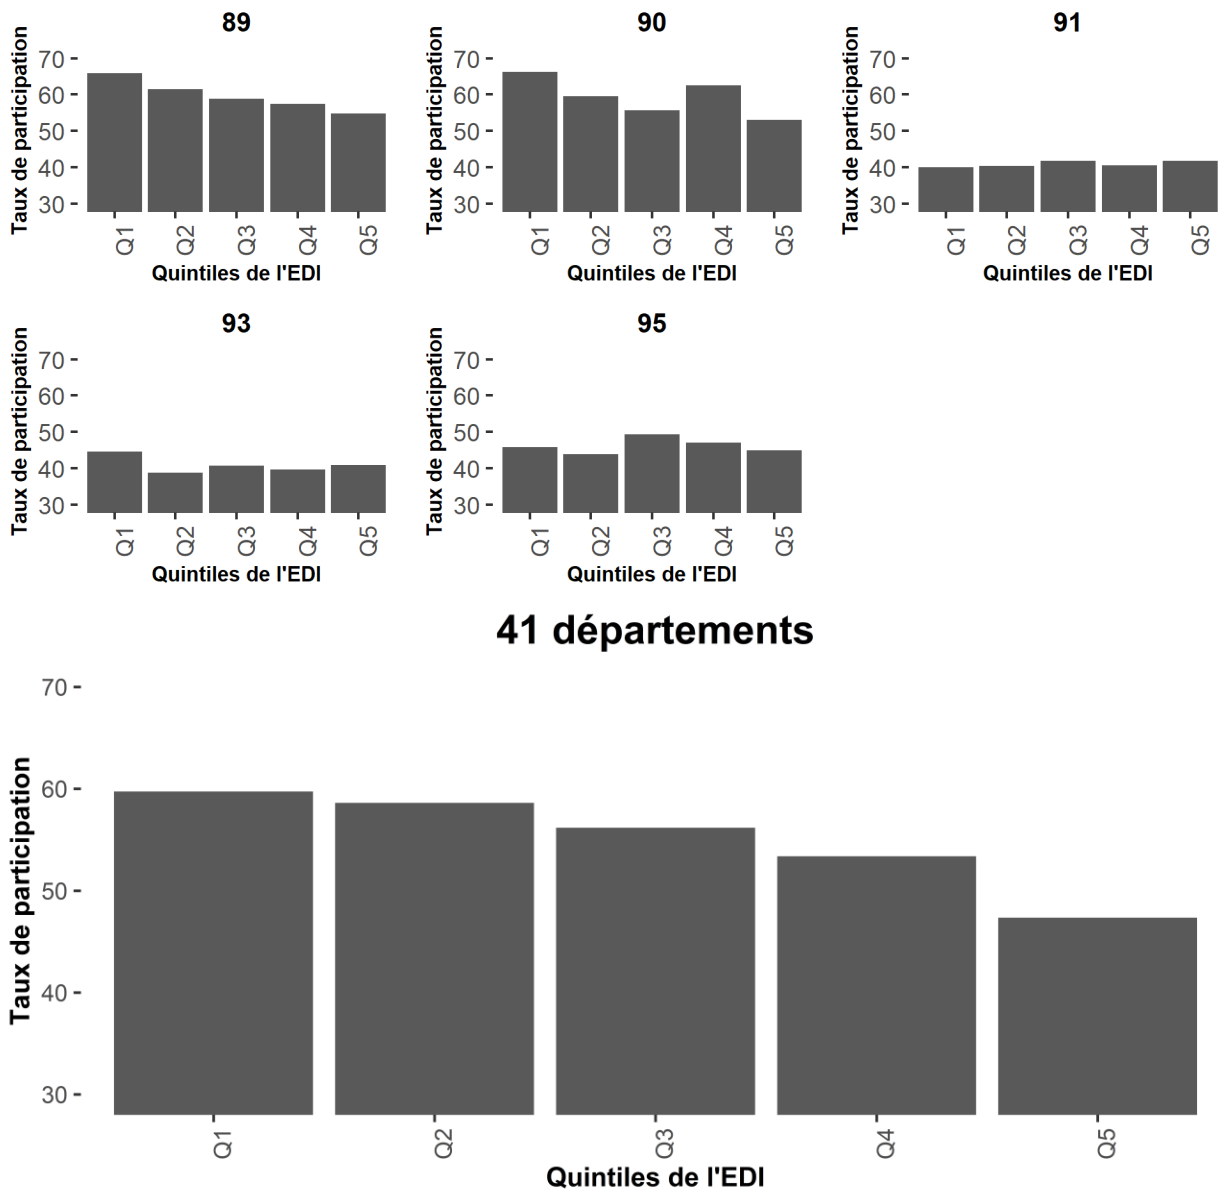 89
Taux de participation
70
60
50
40
30
Q1
Q2
Q3
Q4
Q5
Quintiles de l'EDI
90
Taux de participation
70
60
50
40
30
Q1
Q2
Q3
Q4
Q5
Quintiles de l'EDI
91
Taux de participation
70
60
50
40
30
Q1
Q2
Q3
Q4
Q5
Quintiles de l'EDI
93
Taux de participation
70
60
50
40
30
Q1
Q2
Q3
Q4
Q5
Quintiles de l'EDI
95
Taux de participation
70
60
50
40
30
Q1
Q2
Q3
Q4
Q5
Quintiles de l'EDI
41 départements
Taux de participation
70
60
50
40
30
Q1
Q2
Q3
Q4
Q5
Quintiles de l'EDI